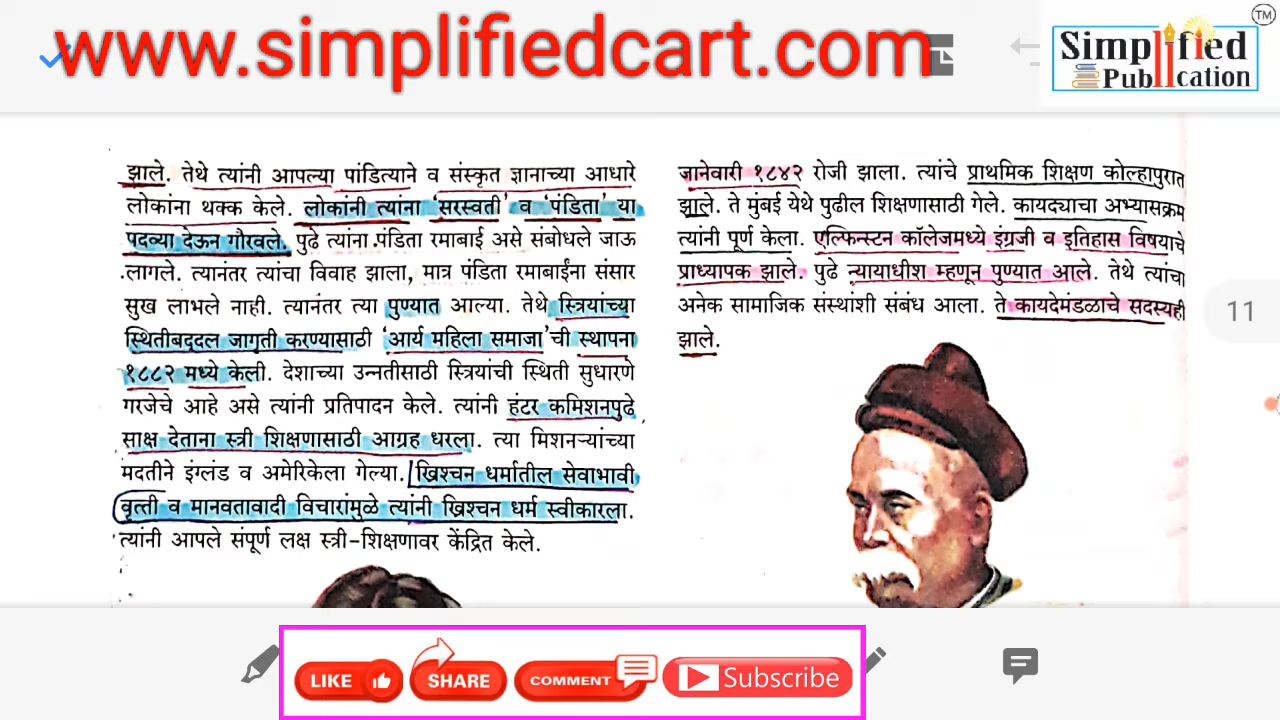 www.simplifiedcart.com
TM
Simplified
Publication
झाले. तेथे त्यांनी आपल्या पांडित्याने व संस्कृत ज्ञानाच्या आधारे
लोकांना थक्क केले. लोकांनी त्यांना ‘सरस्वती’ व ‘पंडिता’ या
पदव्या देऊन गौरवले. पुढे त्यांना पंडिता रमाबाई असे संबोधले जाऊ
लागले. त्यानंतर त्यांचा विवाह झाला, मात्र पंडिता रमाबाईंना संसार
सुख लाभले नाही. त्यानंतर त्या पुण्यात आल्या. तेथे स्त्रियांच्या
स्थितीबद्दल जागृती करण्यासाठी ‘आर्य महिला समाजा’ची स्थापना
१८८२ मध्ये केली. देशाच्या उन्नतीसाठी स्त्रियांची स्थिती सुधारणे
गरजेचे आहे असे त्यांनी प्रतिपादन केले. त्यांनी हंटर कमिशनपुढे
साक्ष देताना स्त्री शिक्षणासाठी आग्रह धरला. त्या मिशनऱ्यांच्या
मदतीने इंग्लंड व अमेरिकेला गेल्या. ख्रिश्चन धर्मातील सेवाभावी
वृत्ती व मानवतावादी विचारांमुळे त्यांनी ख्रिश्चन धर्म स्वीकारला.
त्यांनी आपले संपूर्ण लक्ष स्त्री-शिक्षणावर केंद्रित केले.
जानेवारी १८४२ रोजी झाला. त्यांचे प्राथमिक शिक्षण कोल्हापुरात
झाले. ते मुंबई येथे पुढील शिक्षणासाठी गेले. कायद्याचा अभ्यासक्रम
त्यांनी पूर्ण केला. एल्फिन्स्टन कॉलेजमध्ये इंग्रजी व इतिहास विषयाचे
प्राध्यापक झाले. पुढे न्यायाधीश म्हणून पुण्यात आले. तेथे त्यांचा
अनेक सामाजिक संस्थांशी संबंध आला. ते कायदेमंडळाचे सदस्यही
झाले.
11
LIKE
SHARE
COMMENT
Subscribe